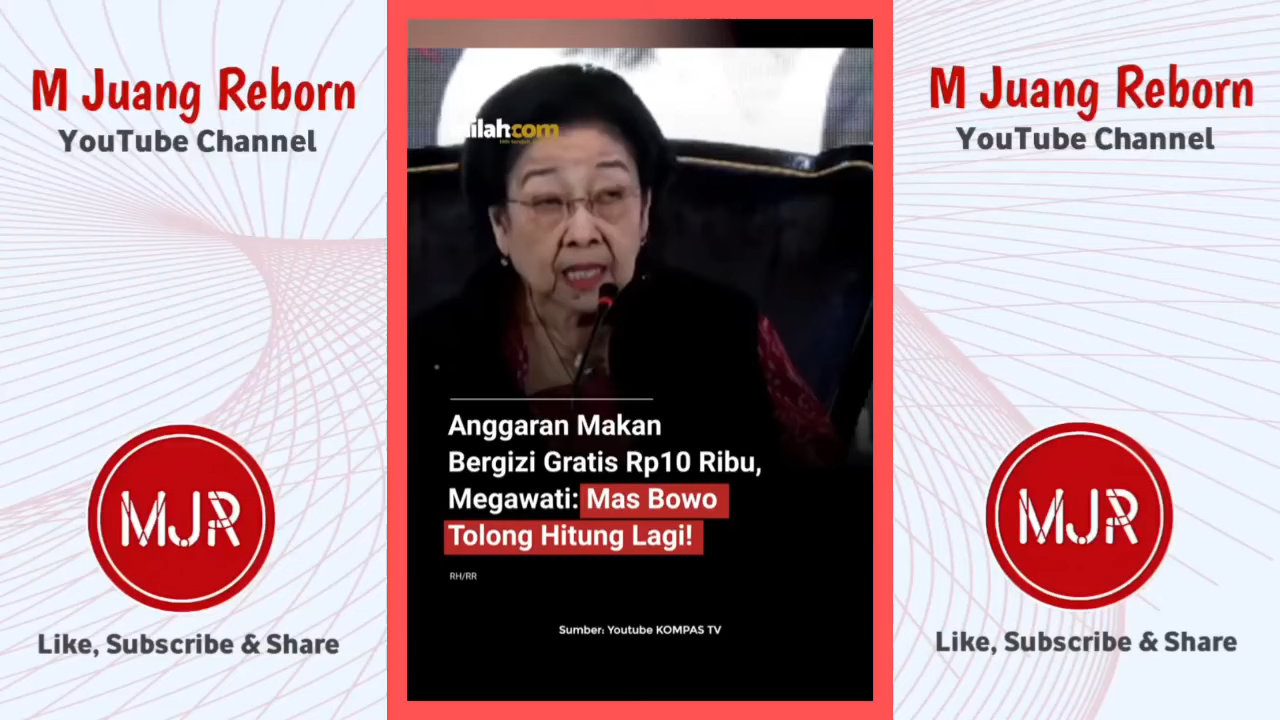 M Juang Reborn
YouTube Channel
MJR
Like, Subscribe & Share
com
Anggaran Makan
Bergizi Gratis Rp10 Ribu,
Megawati: Mas Bowo
Tolong Hitung Lagi!
RH/RR
Sumber: Youtube KOMPAS TV
M Juang Reborn
YouTube Channel
MJR
Like, Subscribe & Share